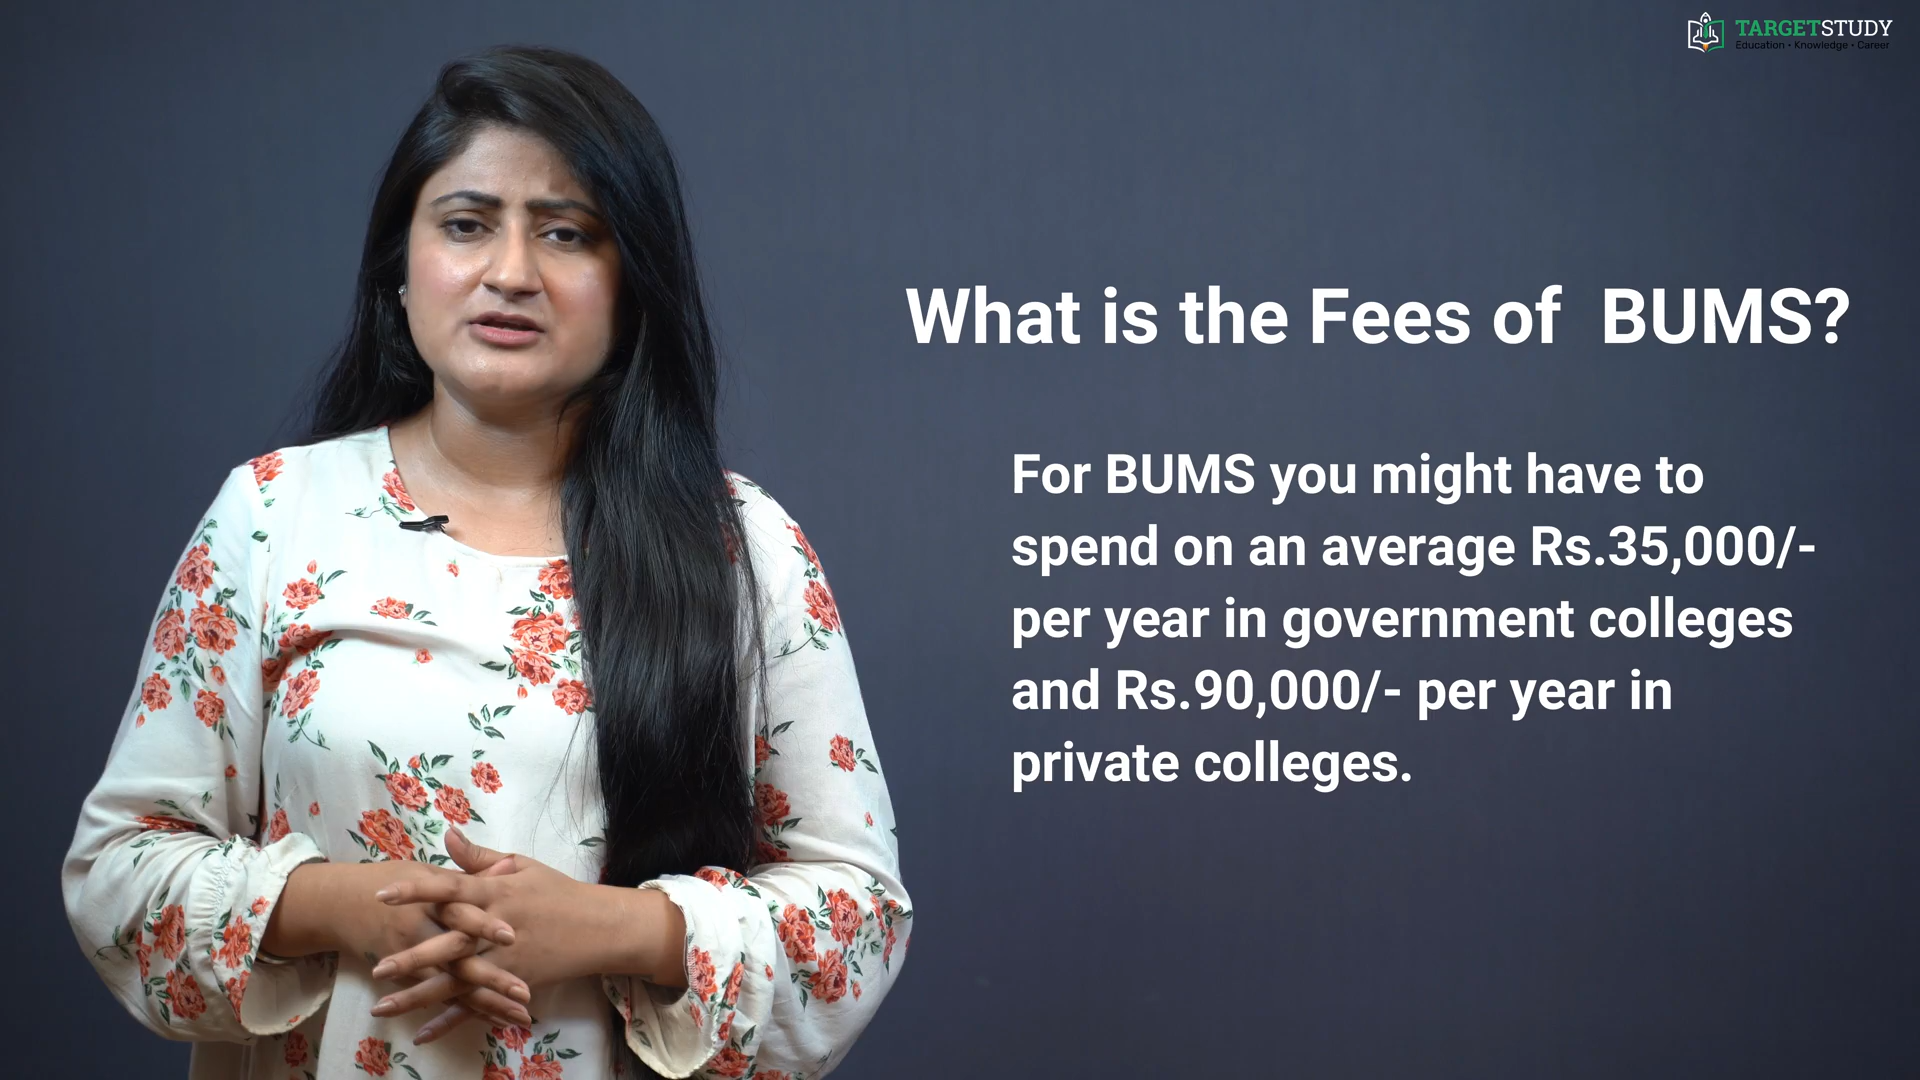 TARGETSTUDY
Education • Knowledge • Career
What is the Fees of BUMS?
For BUMS you might have to
spend on an average Rs.35,000/-
per year in government colleges
and Rs.90,000/- per year in
private colleges.